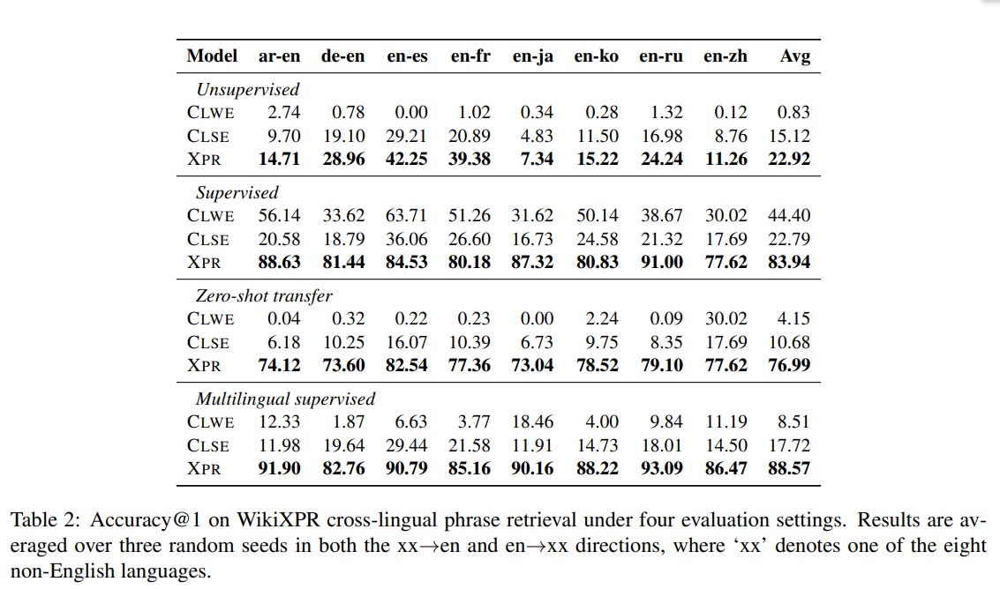 Model ar-en de-en en-es en-fr en-ja en-ko en-ru en-zh Avg
Unsupervised
CLWE 2.74 0.78 0.00 1.02 0.34 0.28 1.32 0.12 0.83
CLSE 9.70 19.10 29.21 20.89 4.83 11.50 16.98 8.76 15.12
XPR 14.71 28.96 42.25 39.38 7.34 15.22 24.24 11.26 22.92
Supervised
CLWE 56.14 33.62 63.71 51.26 31.62 50.14 38.67 30.02 44.40
CLSE 20.58 18.79 36.06 26.60 16.73 24.58 21.32 17.69 22.79
XPR 88.63 81.44 84.53 80.18 87.32 80.83 91.00 77.62 83.94
Zero-shot transfer
CLWE 0.04 0.32 0.22 0.23 0.00 2.24 0.09 30.02 4.15
CLSE 6.18 10.25 16.07 10.39 6.73 9.75 8.35 17.69 10.68
XPR 74.12 73.60 82.54 77.36 73.04 78.52 79.10 77.62 76.99
Multilingual supervised
CLWE 12.33 1.87 6.63 3.77 18.46 4.00 9.84 11.19 8.51
CLSE 11.98 19.64 29.44 21.58 11.91 14.73 18.01 14.50 17.72
XPR 91.90 82.76 90.79 85.16 90.16 88.22 93.09 86.47 88.57
Table 2: Accuracy@1 on WikiXPR cross-lingual phrase retrieval under four evaluation settings. Results are av-
eraged over three random seeds in both the xx→en and en→xx directions, where ‘xx’ denotes one of the eight
non-English languages.